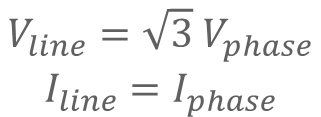 V_line = √3 V_phase
I_line = I_phase